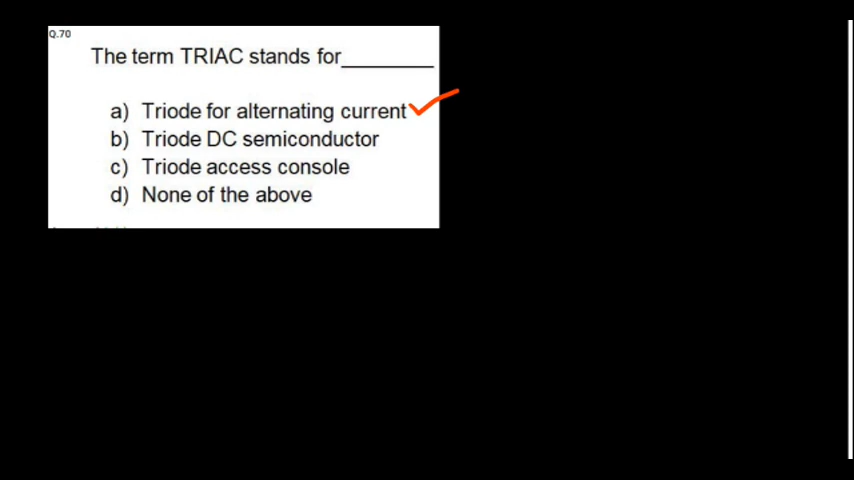 Q.70
The term TRIAC stands for________
a) Triode for alternating current
b) Triode DC semiconductor
c) Triode access console
d) None of the above